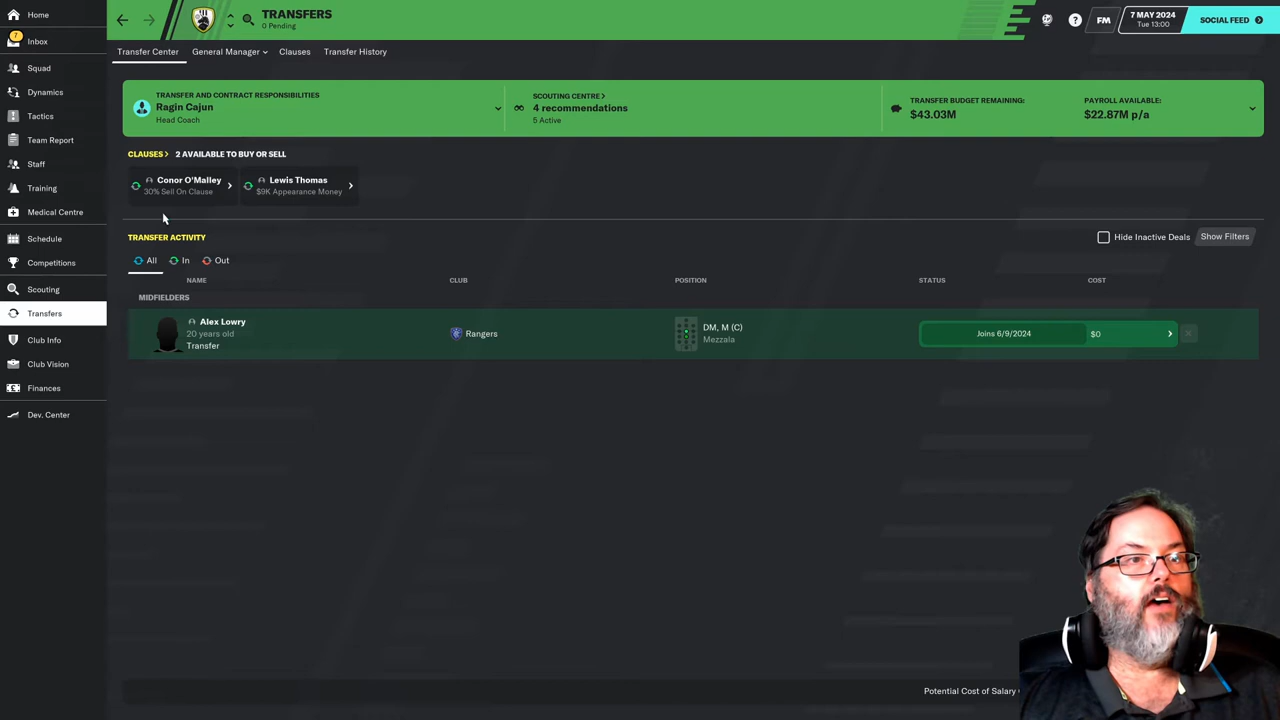 Home
TRANSFERS
0 Pending
FM
7 MAY 2024
Tue 13:00
SOCIAL FEED
7
Inbox
Transfer Center
General Manager
Clauses
Transfer History
Squad
Dynamics
Tactics
Team Report
Staff
Training
Medical Centre
Schedule
Competitions
Scouting
Transfers
Club Info
Club Vision
Finances
Dev. Center
TRANSFER AND CONTRACT RESPONSIBILITIES
Ragin Cajun
Head Coach
SCOUTING CENTRE
4 recommendations
5 Active
TRANSFER BUDGET REMAINING:
$43.03M
PAYROLL AVAILABLE:
$22.87M p/a
CLAUSES
2 AVAILABLE TO BUY OR SELL
Conor O'Malley
30% Sell On Clause
Lewis Thomas
$9K Appearance Money
TRANSFER ACTIVITY
Hide Inactive Deals
Show Filters
All
In
Out
NAME
CLUB
POSITION
STATUS
COST
MIDFIELDERS
Alex Lowry
20 years old
Transfer
Rangers
DM, M (C)
Mezzala
Joins 6/9/2024
$0
Potential Cost of Salary